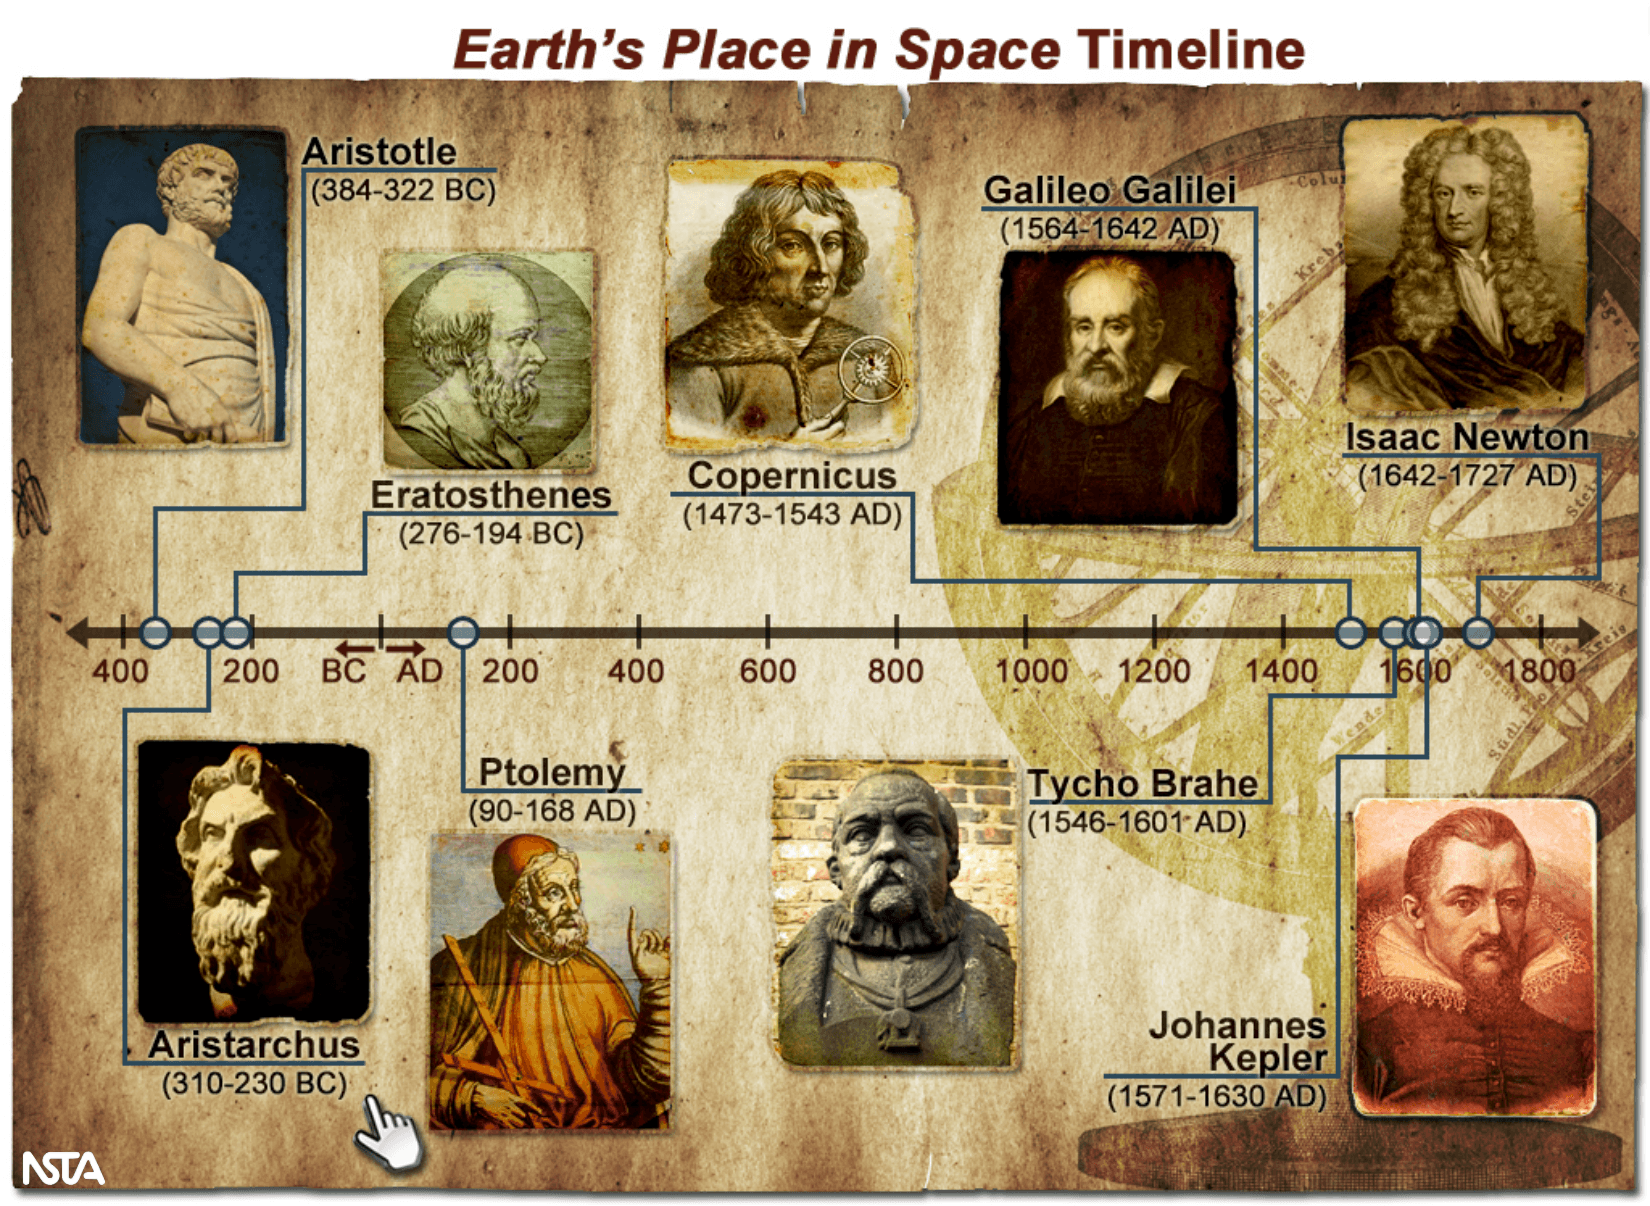 Earth's Place in Space Timeline
Aristotle
(384-322 BC)
Eratosthenes
(276-194 BC)
Copernicus
(1473-1543 AD)
Galileo Galilei
(1564-1642 AD)
Isaac Newton
(1642-1727 AD)
400 200 BC AD 200 400 600 800 1000 1200 1400 1600 1800
Aristarchus
(310-230 BC)
Ptolemy
(90-168 AD)
Tycho Brahe
(1546-1601 AD)
Johannes
Kepler
(1571-1630 AD)
NSTA